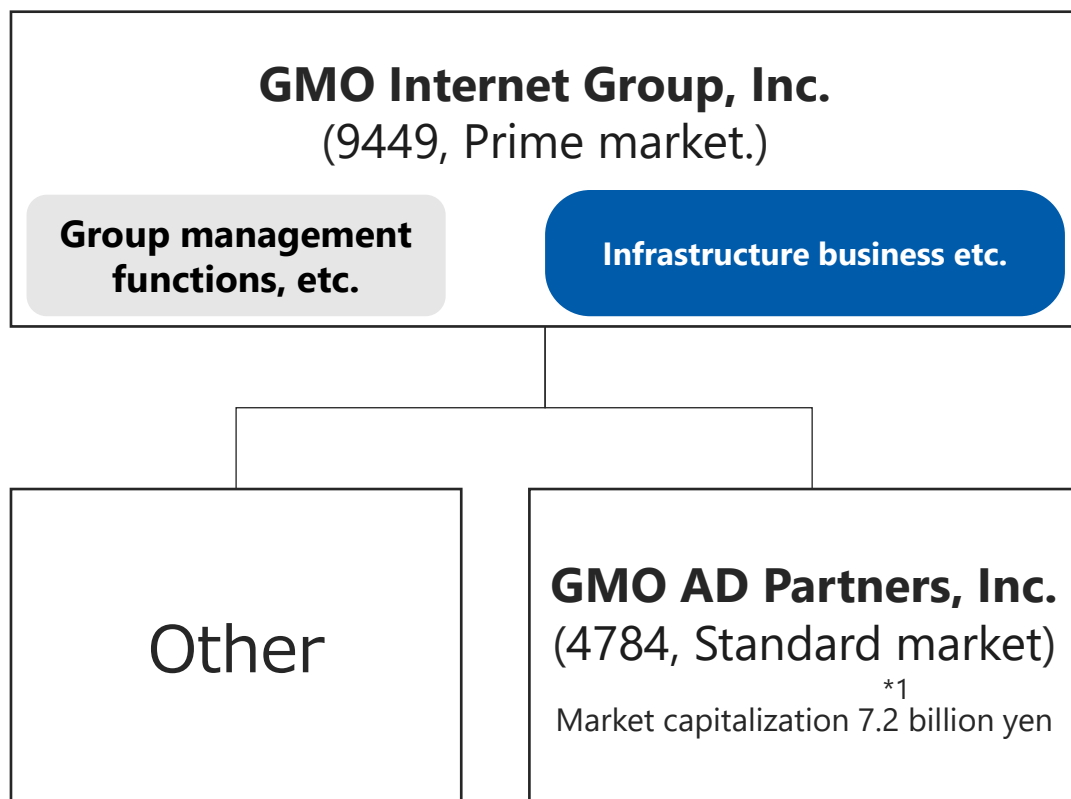 GMO Internet Group, Inc.
(9449, Prime market.)
Group management
functions, etc.
Infrastructure business etc.
Other
GMO AD Partners, Inc.
(4784, Standard market)
*1
Market capitalization 7.2 billion yen